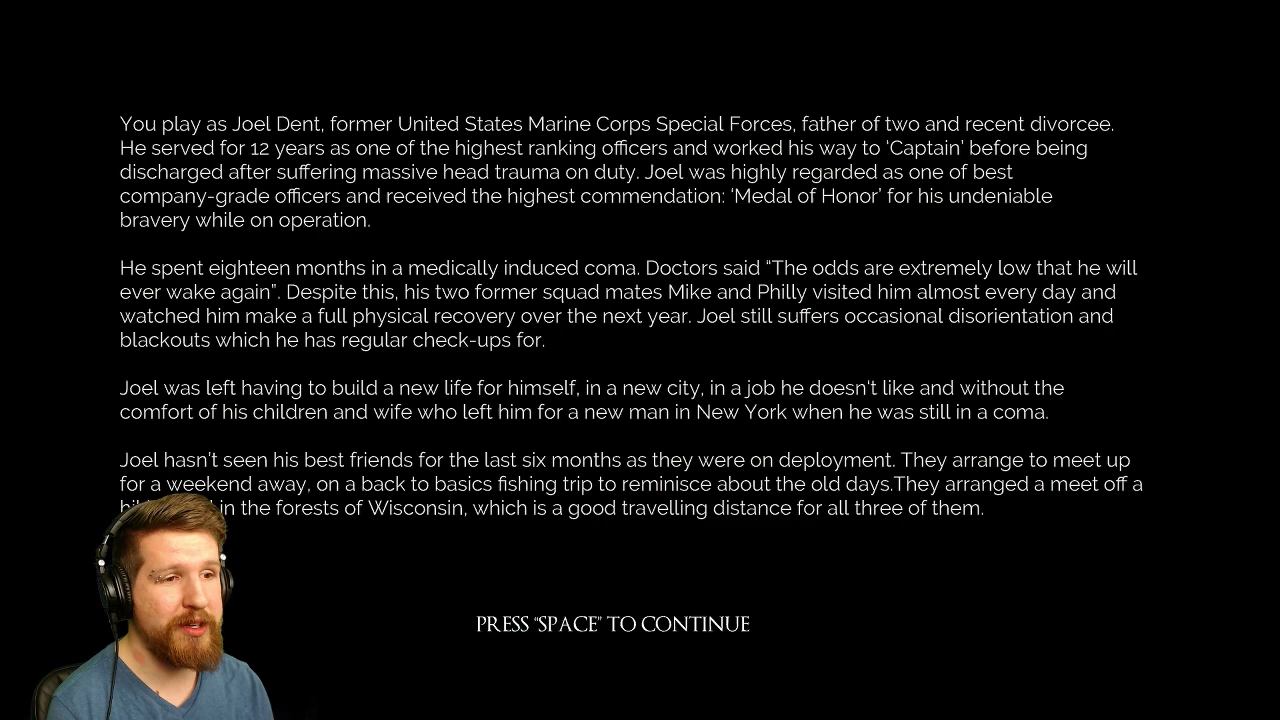 You play as Joel Dent, former United States Marine Corps Special Forces, father of two and recent divorcee.
He served for 12 years as one of the highest ranking officers and worked his way to ‘Captain’ before being
discharged after suffering massive head trauma on duty. Joel was highly regarded as one of best
company-grade officers and received the highest commendation: ‘Medal of Honor’ for his undeniable
bravery while on operation.
He spent eighteen months in a medically induced coma. Doctors said “The odds are extremely low that he will
ever wake again”. Despite this, his two former squad mates Mike and Philly visited him almost every day and
watched him make a full physical recovery over the next year. Joel still suffers occasional disorientation and
blackouts which he has regular check-ups for.
Joel was left having to build a new life for himself, in a new city, in a job he doesn't like and without the
comfort of his children and wife who left him for a new man in New York when he was still in a coma.
Joel hasn't seen his best friends for the last six months as they were on deployment. They arrange to meet up
for a weekend away, on a back to basics fishing trip to reminisce about the old days.They arranged a meet off a
in the forests of Wisconsin, which is a good travelling distance for all three of them.
PRESS “SPACE” TO CONTINUE